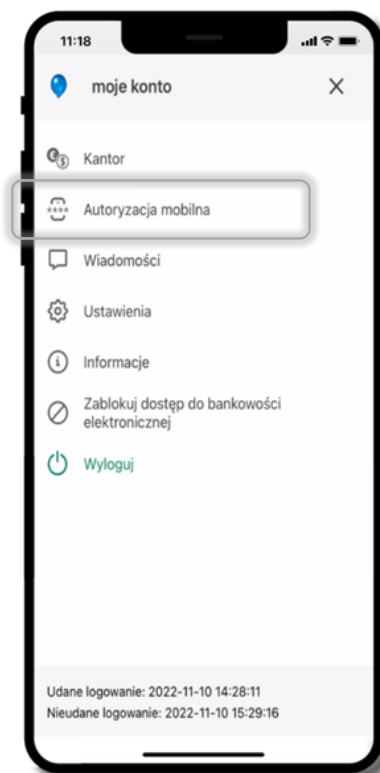 11:18
moje konto
Kantor
Autoryzacja mobilna
Wiadomości
Ustawienia
Informacje
Zablokuj dostęp do bankowości
elektronicznej
Wyloguj
Udane logowanie: 2022-11-10 14:28:11
Nieudane logowanie: 2022-11-10 15:29:16